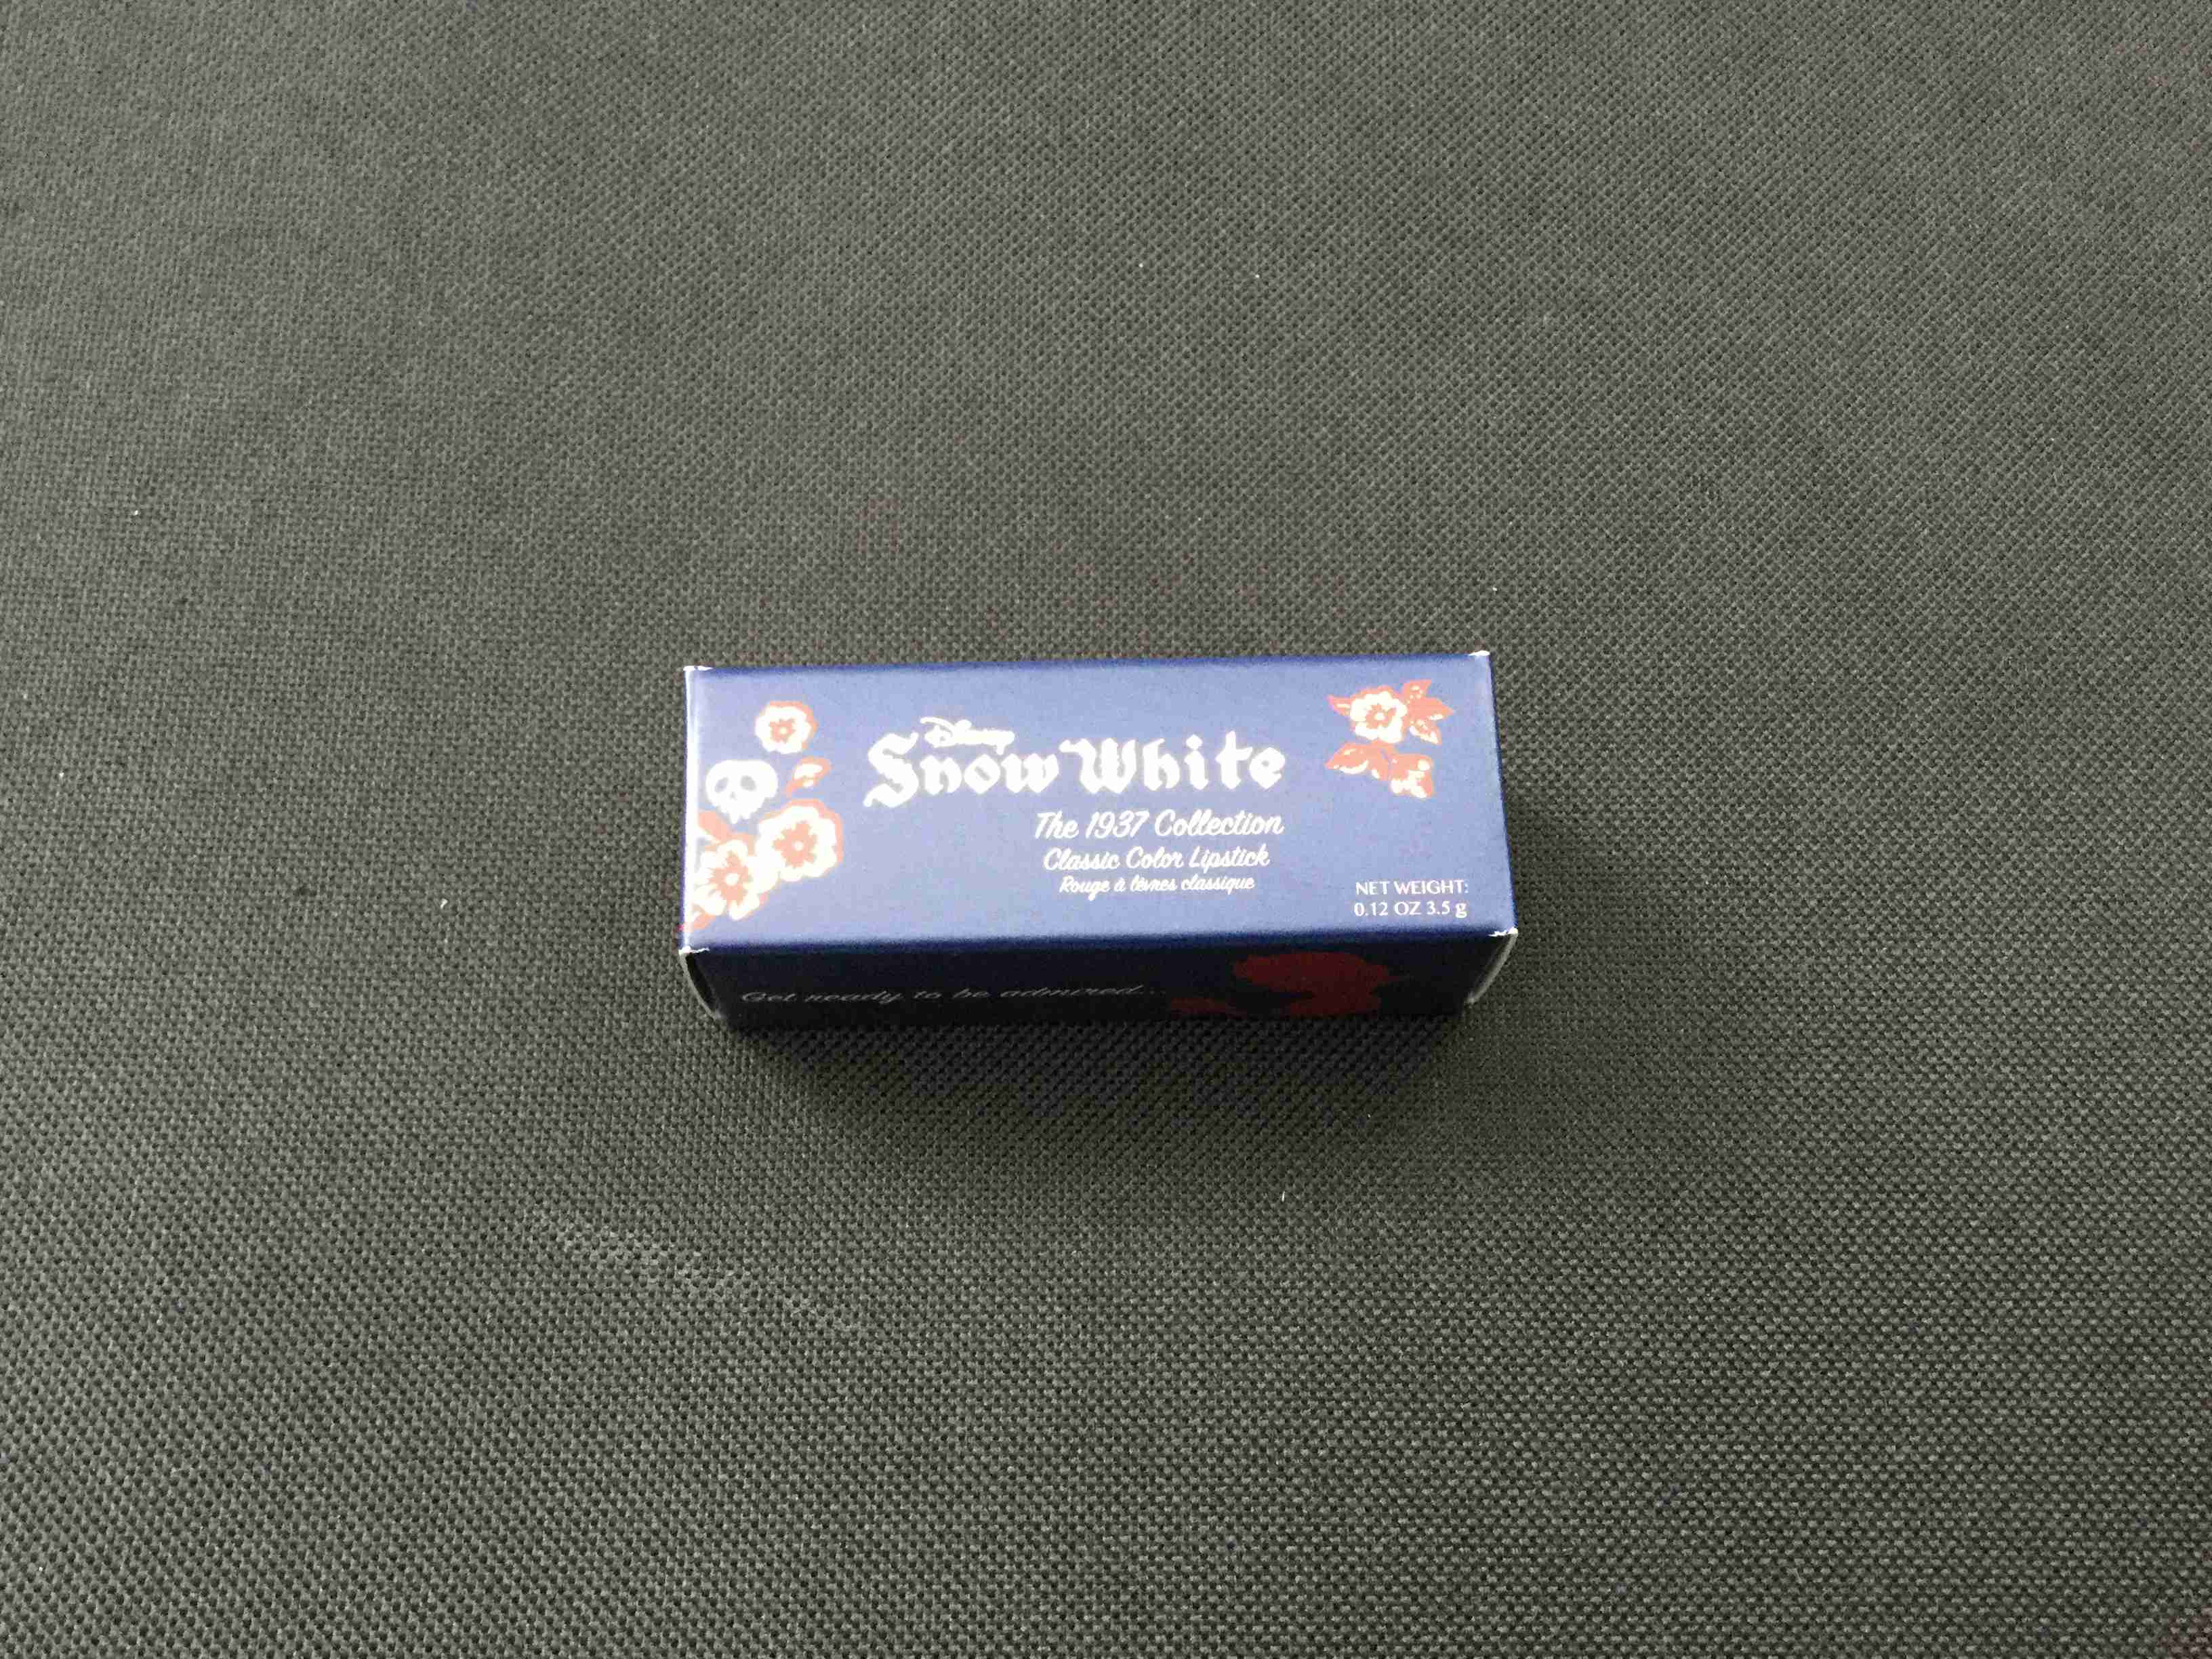 Disney
Snow White
The 1937 Collection
Classic Color Lipstick
Rouge à lèvres classique
NET WEIGHT:
0.12 OZ 3.5 g
Get ready to be admired...